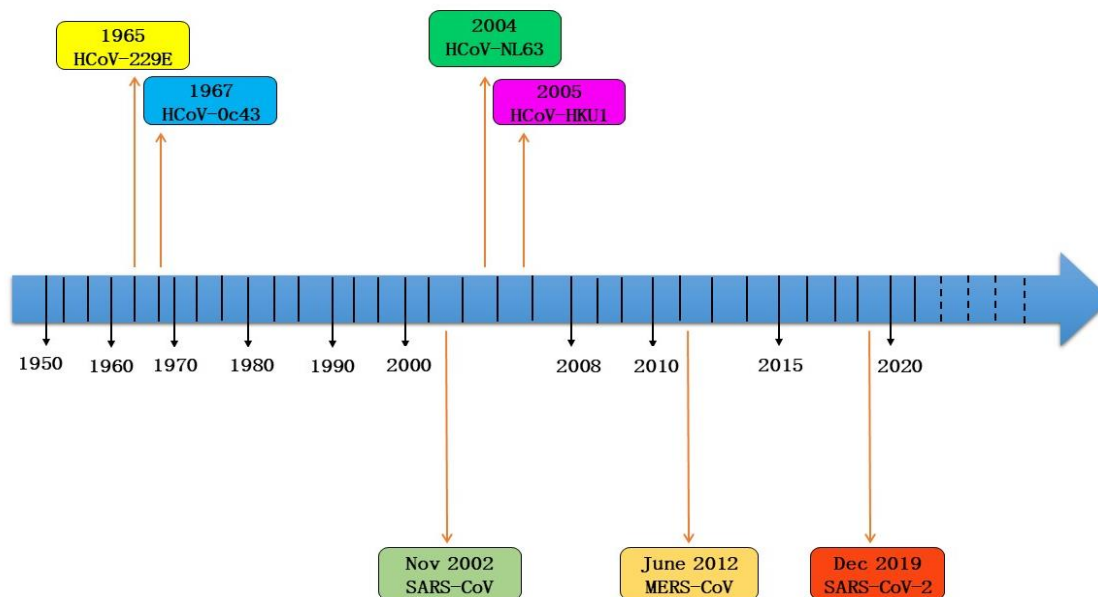 1965
HCoV-229E
1967
HCoV-0c43
2004
HCoV-NL63
2005
HCoV-HKU1
1950
1960
1970
1980
1990
2000
2008
2010
2015
2020
Nov 2002
SARS-CoV
June 2012
MERS-CoV
Dec 2019
SARS-CoV-2